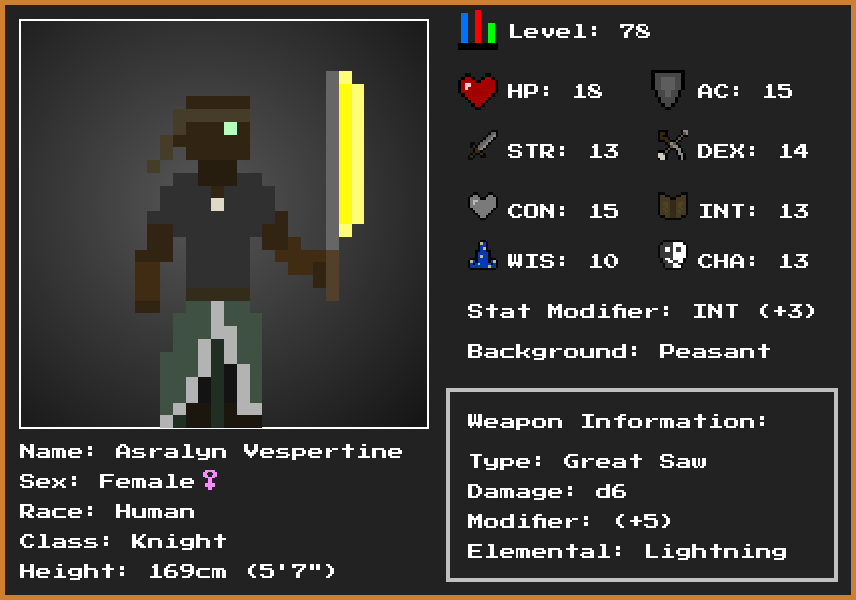 Level: 78
HP: 18
AC: 15
STR: 13
DEX: 14
CON: 15
INT: 13
WIS: 10
CHA: 13
Stat Modifier: INT (+3)
Background: Peasant
Weapon Information:
Type: Great Saw
Damage: d6
Modifier: (+5)
Elemental: Lightning
Name: Asralyn Vespertine
Sex: Female♀
Race: Human
Class: Knight
Height: 169cm (5'7")